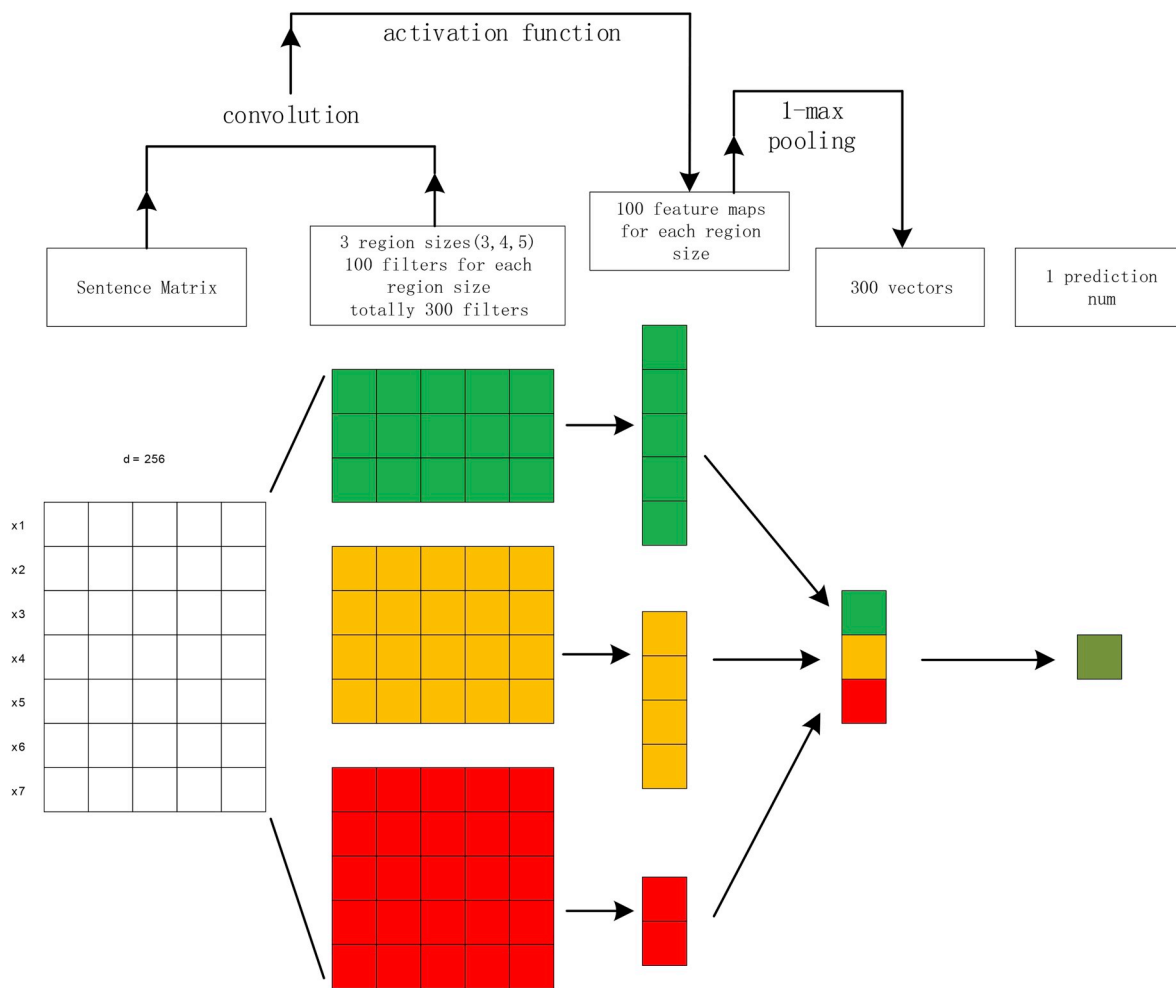 activation function
convolution
1-max
pooling
Sentence Matrix
3 region sizes(3,4,5)
100 filters for each
region size
totally 300 filters
100 feature maps
for each region
size
300 vectors
1 prediction
num
d = 256
x1
x2
x3
x4
x5
x6
x7